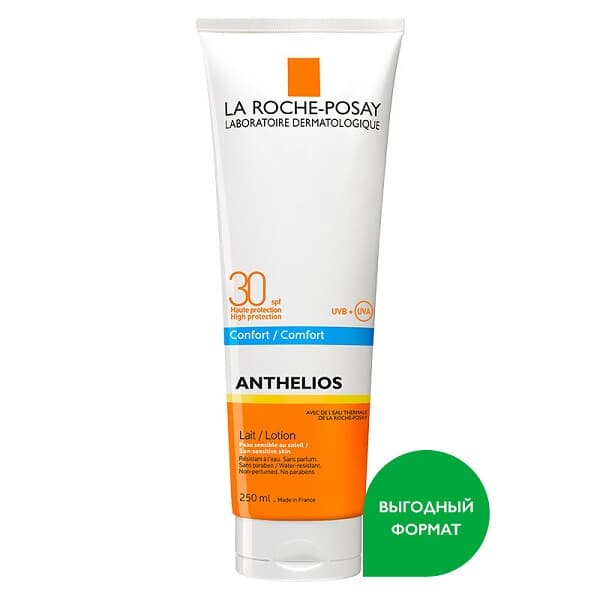 LA ROCHE-POSAY
LABORATOIRE DERMATOLOGIQUE
30 spf
Haute protection
High protection
UVB + UVA
Confort / Comfort
ANTHELIOS
AVEC DE L'EAU THERMALE
DE LA ROCHE-POSAY
Lait / Lotion
Peau sensible au soleil /
Sun-sensitive skin
Résistant à l'eau. Sans parfum.
Sans paraben / Water-resistant.
Non-perfumed. No parabens
250 ml . Made in France
ВЫГОДНЫЙ
ФОРМАТ